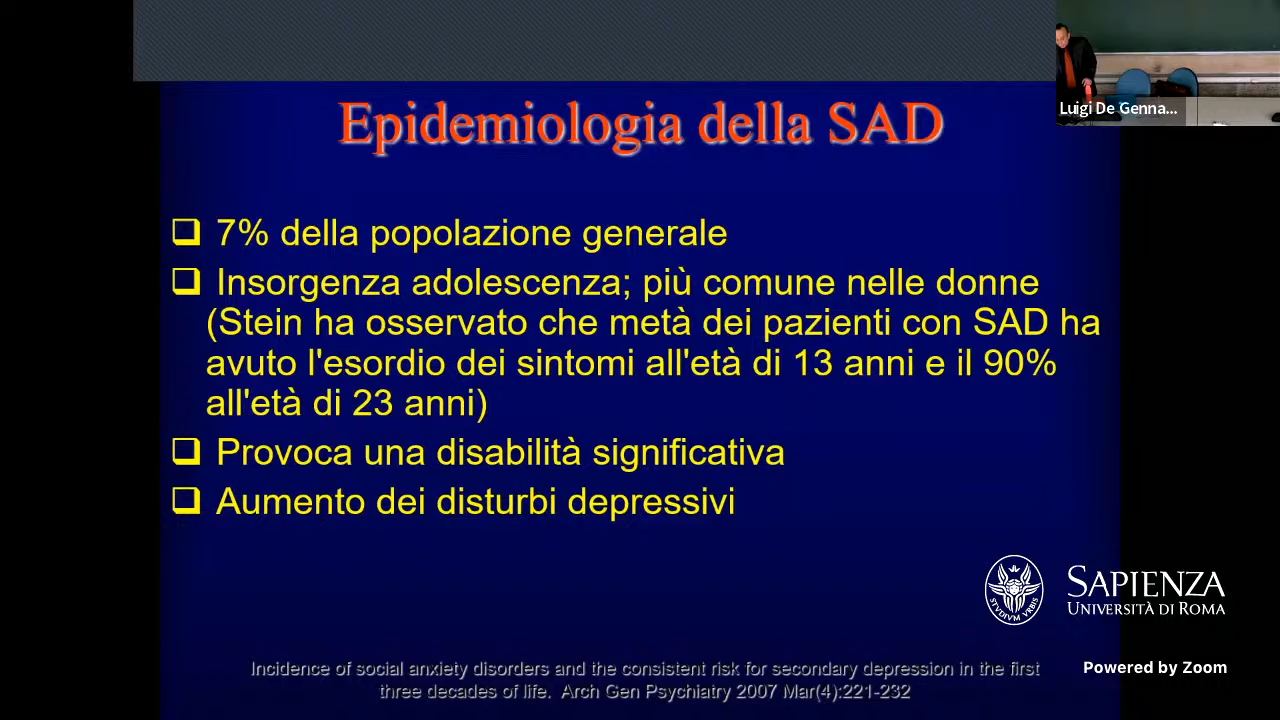 Epidemiologia della SAD
Luigi De Genna...
7% della popolazione generale
Insorgenza adolescenza; più comune nelle donne
(Stein ha osservato che metà dei pazienti con SAD ha
avuto l'esordio dei sintomi all'età di 13 anni e il 90%
all'età di 23 anni)
Provoca una disabilità significativa
Aumento dei disturbi depressivi
STVDIVM VRBIS
SAPIENZA
UNIVERSITÀ DI ROMA
Incidence of social anxiety disorders and the consistent risk for secondary depression in the first
three decades of life. Arch Gen Psychiatry 2007 Mar(4):221-232
Powered by Zoom